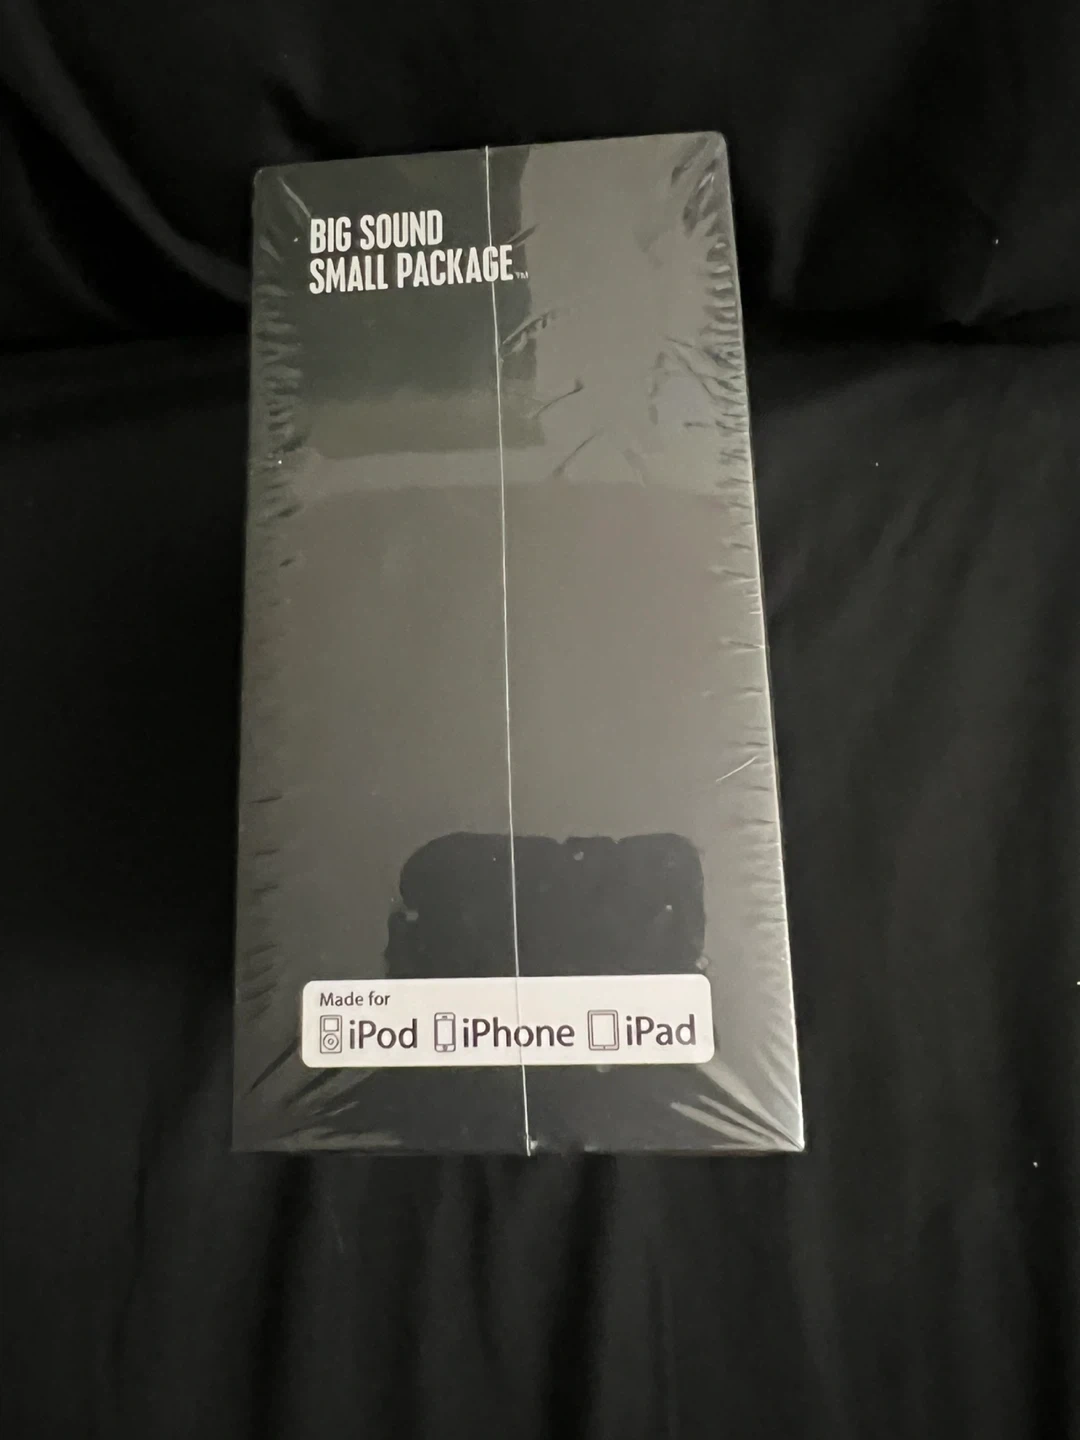 BIG SOUND
SMALL PACKAGE™
Made for
iPod iPhone iPad